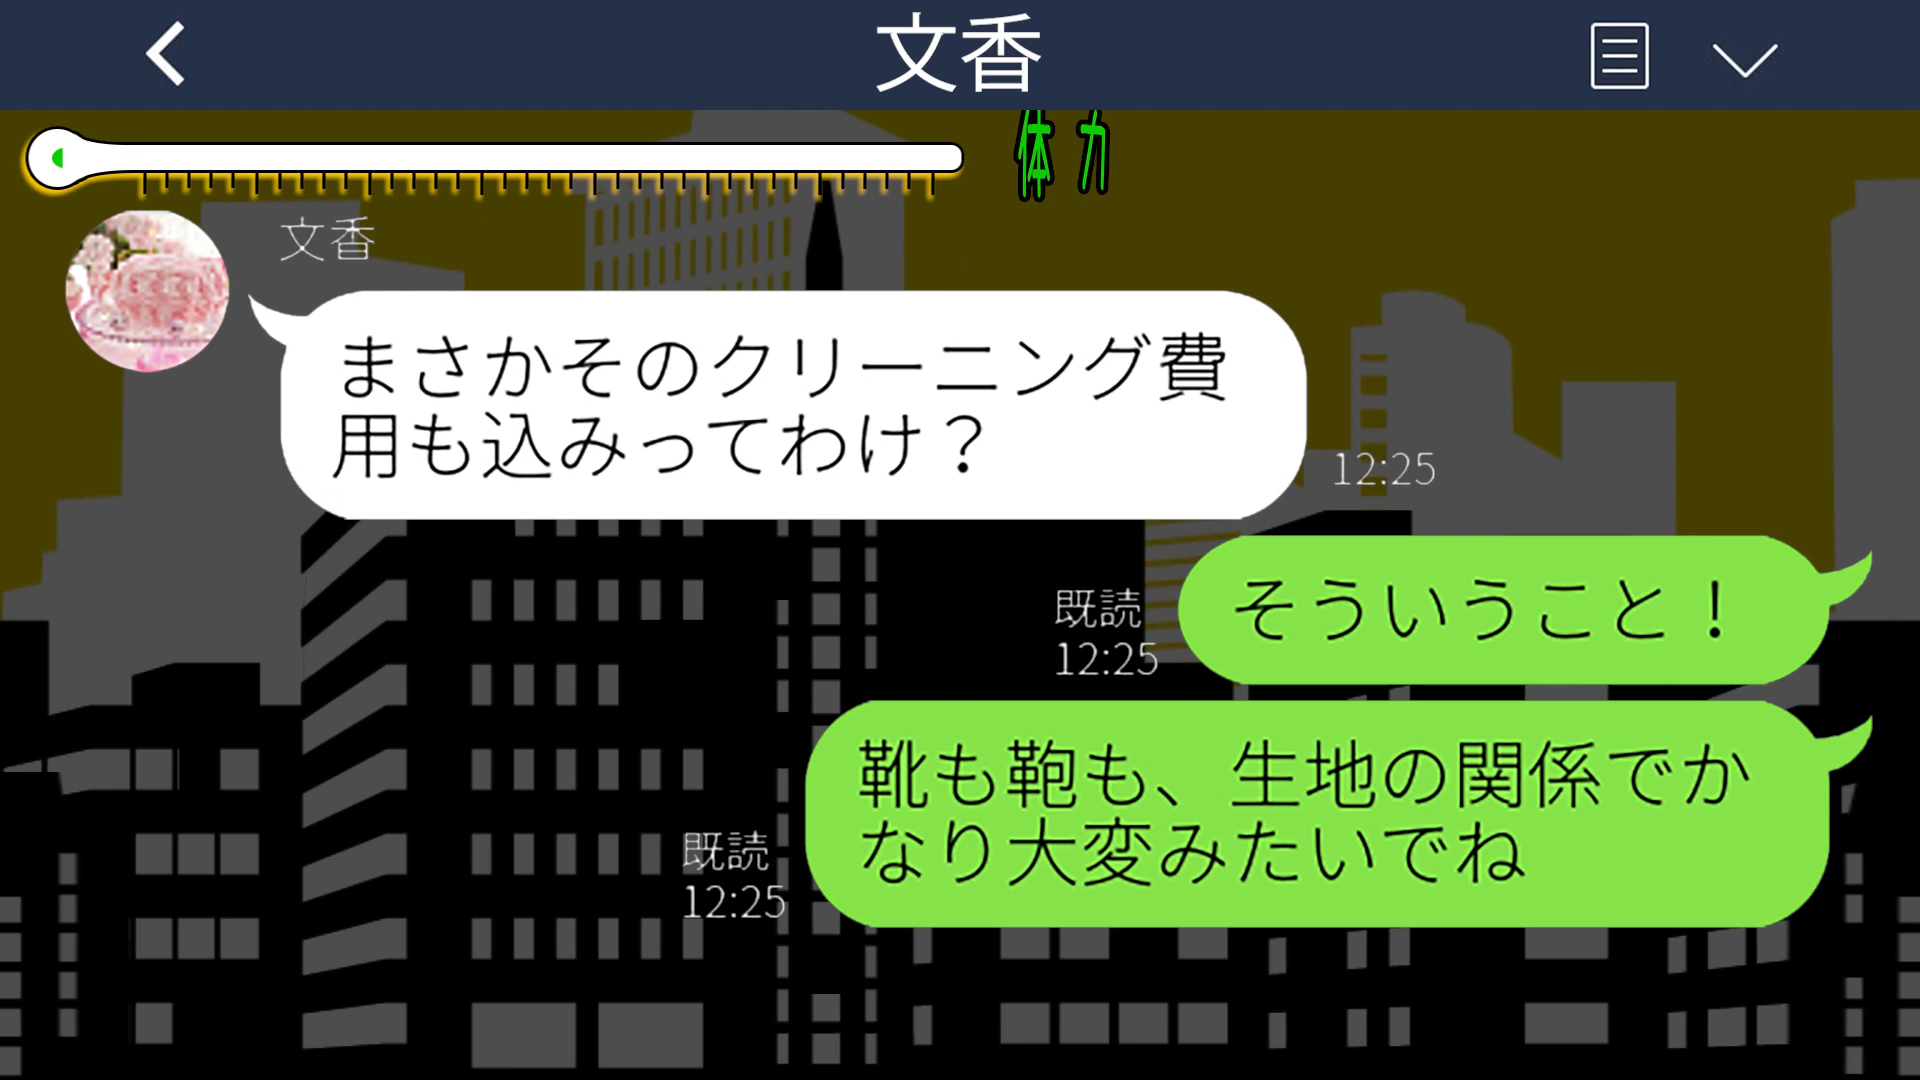 文香
体力
文香
まさかそのクリーニング費
用も込みってわけ？
12:25
そういうこと！
既読
12:25
靴も鞄も、生地の関係でか
なり大変みたいでね
既読
12:25